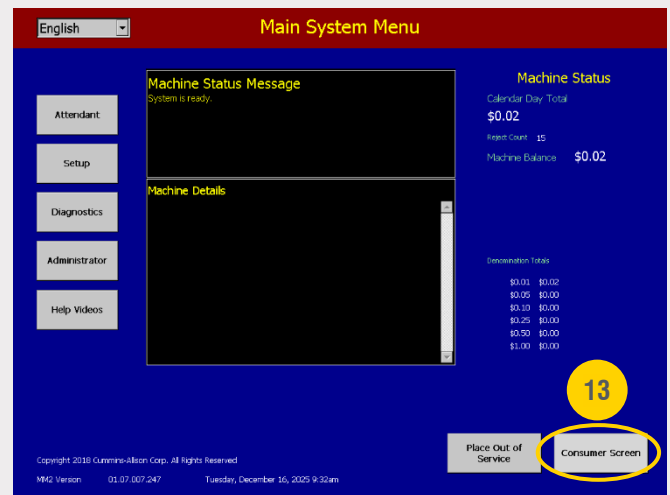 English
Main System Menu
Machine Status Message
System is ready.
Machine Details
Attendant
Setup
Diagnostics
Administrator
Help Videos
Machine Status
Calendar Day Total
$0.02
Reject Count 15
Machine Balance $0.02
Denomination Totals
$0.01 $0.02
$0.05 $0.00
$0.10 $0.00
$0.25 $0.00
$0.50 $0.00
$1.00 $0.00
13
Place Out of
Service
Consumer Screen
Copyright 2018 Cummins-Allison Corp. All Rights Reserved
MM2 Version 01.07.007.247 Tuesday, December 16, 2025 9:32am